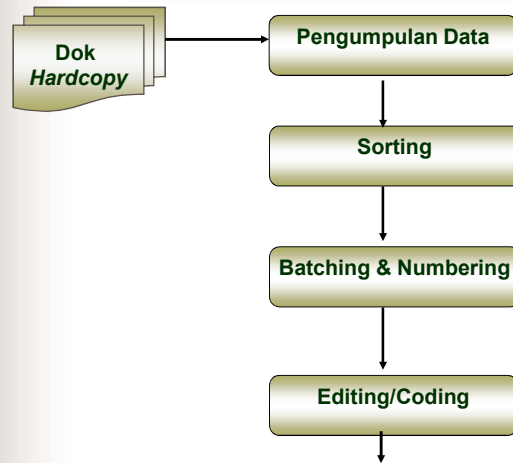 Dok
Hardcopy
Pengumpulan Data
Sorting
Batching & Numbering
Editing/Coding